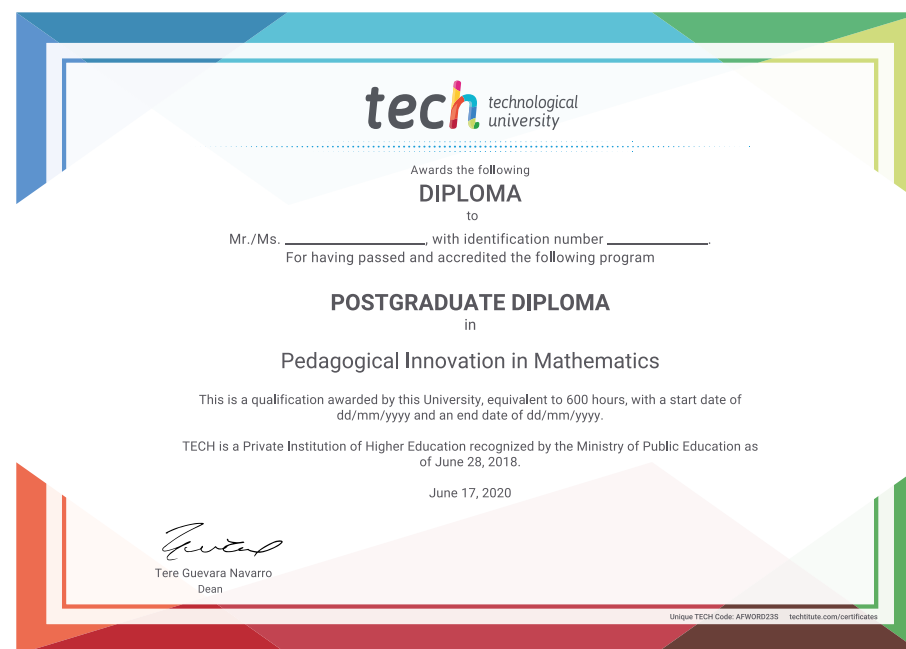 tech technological
university
Awards the following
DIPLOMA
to
Mr./Ms. ____________________, with identification number ______________.
For having passed and accredited the following program
POSTGRADUATE DIPLOMA
in
Pedagogical Innovation in Mathematics
This is a qualification awarded by this University, equivalent to 600 hours, with a start date of
dd/mm/yyyy and an end date of dd/mm/yyyy.
TECH is a Private Institution of Higher Education recognized by the Ministry of Public Education as
of June 28, 2018.
June 17, 2020
Tere Guevara Navarro
Dean
Unique TECH Code: AFWORD23S techtitute.com/certificates